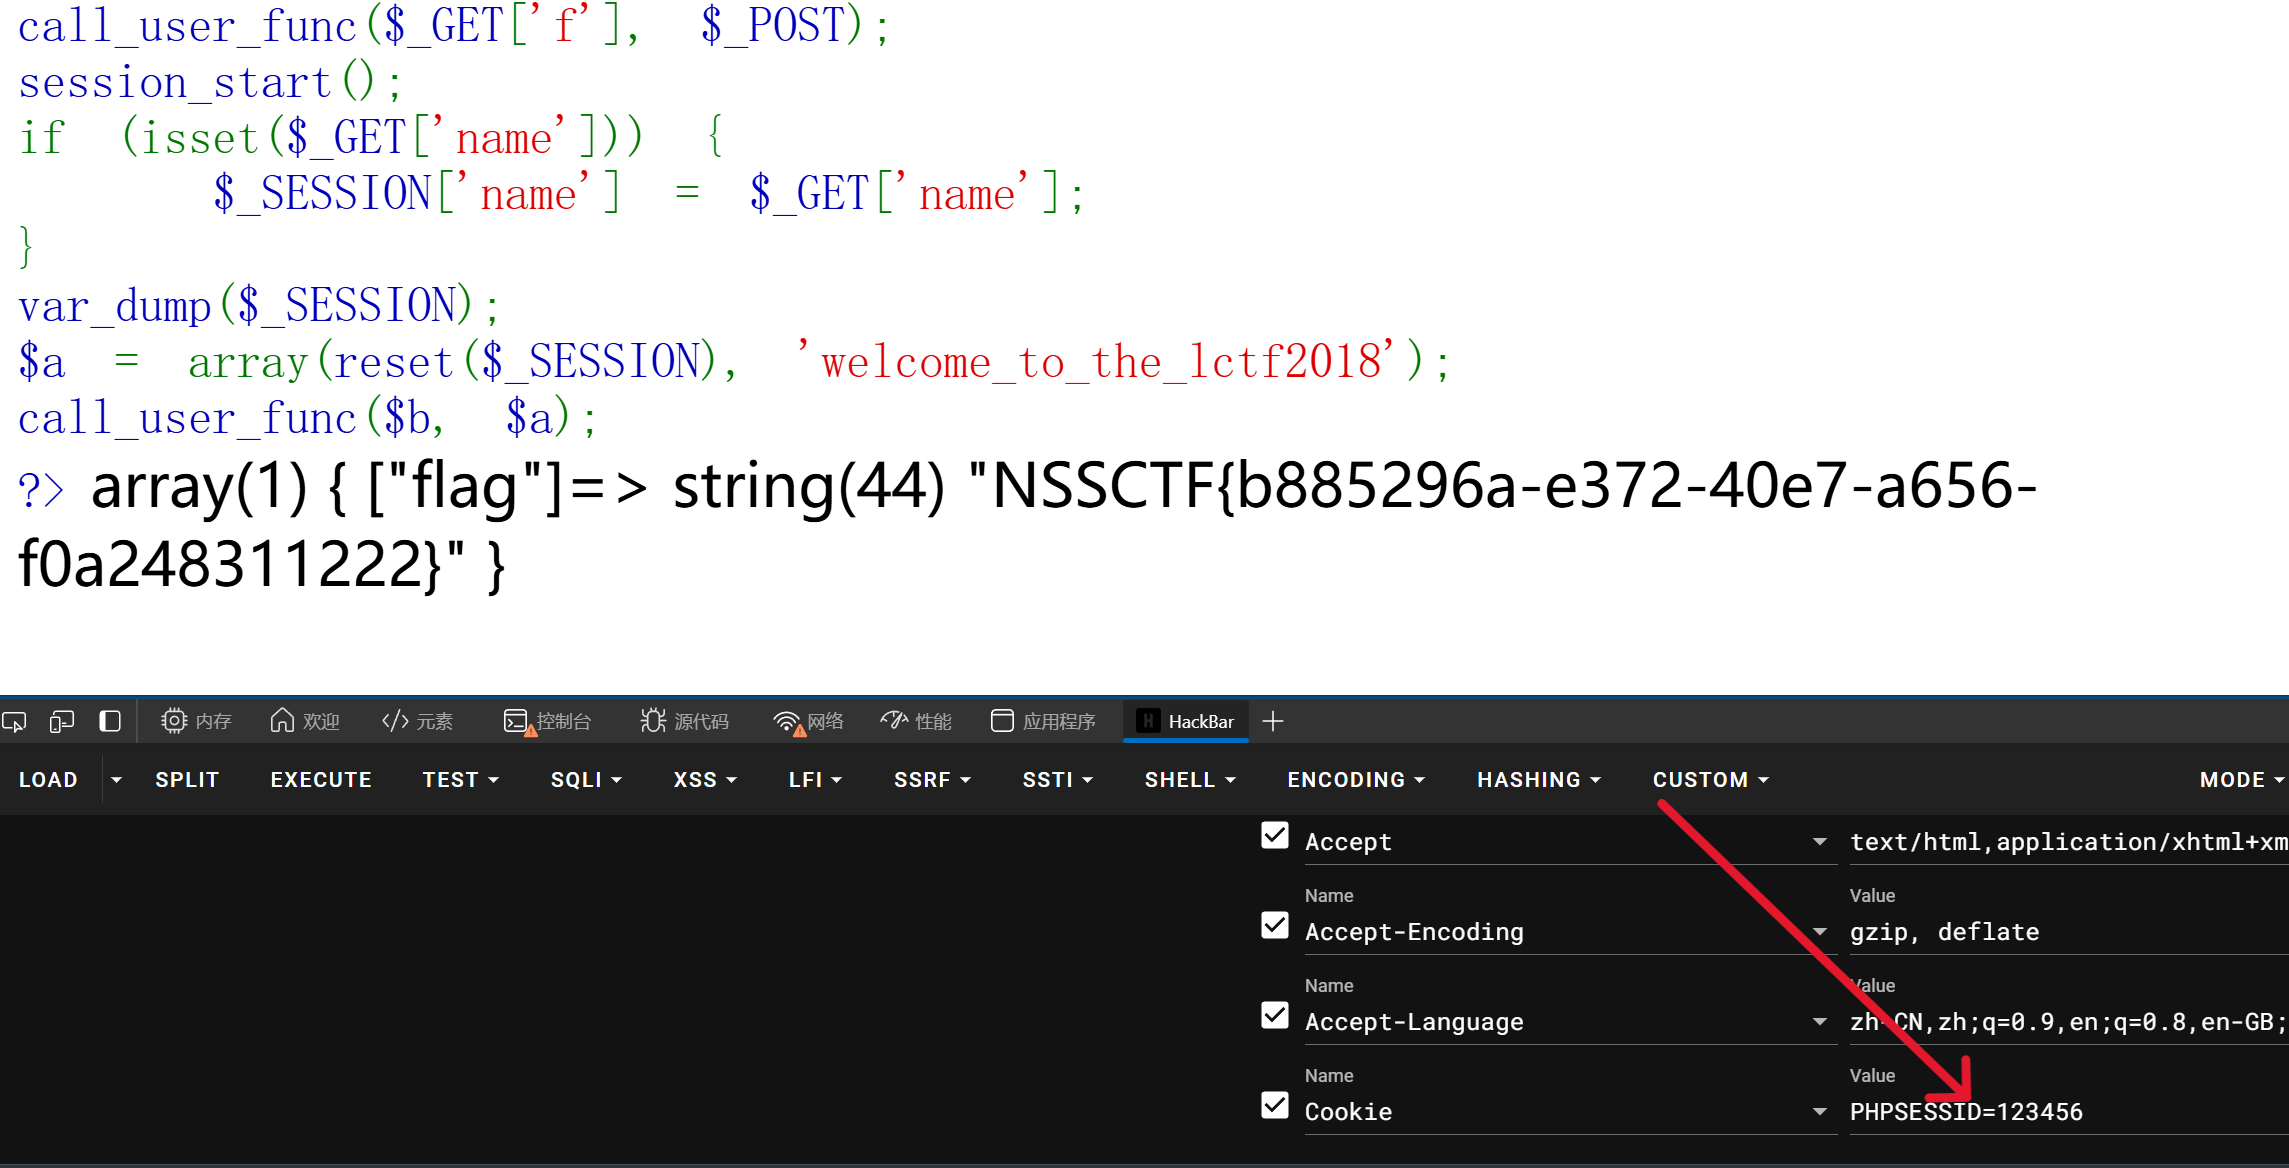 call_user_func($_GET['f'], $_POST);
session_start();
if (isset($_GET['name'])) {
$_SESSION['name'] = $_GET['name'];
}
var_dump($_SESSION);
$a = array(reset($_SESSION), 'welcome_to_the_lctf2018');
call_user_func($b, $a);
?> array(1) { ["flag"]=> string(44) "NSSCTF{b885296a-e372-40e7-a656-
f0a248311222}" }
内存 欢迎 </> 元素 控制台 源代码 网络 性能 应用程序 H HackBar
LOAD SPLIT EXECUTE TEST SQLI XSS LFI SSRF SSTI SHELL ENCODING HASHING CUSTOM MODE
Accept text/html,application/xhtml+xm
Name Value
Accept-Encoding gzip, deflate
Name Value
Accept-Language zh-CN,zh;q=0.9,en;q=0.8,en-GB;
Name Value
Cookie PHPSESSID=123456